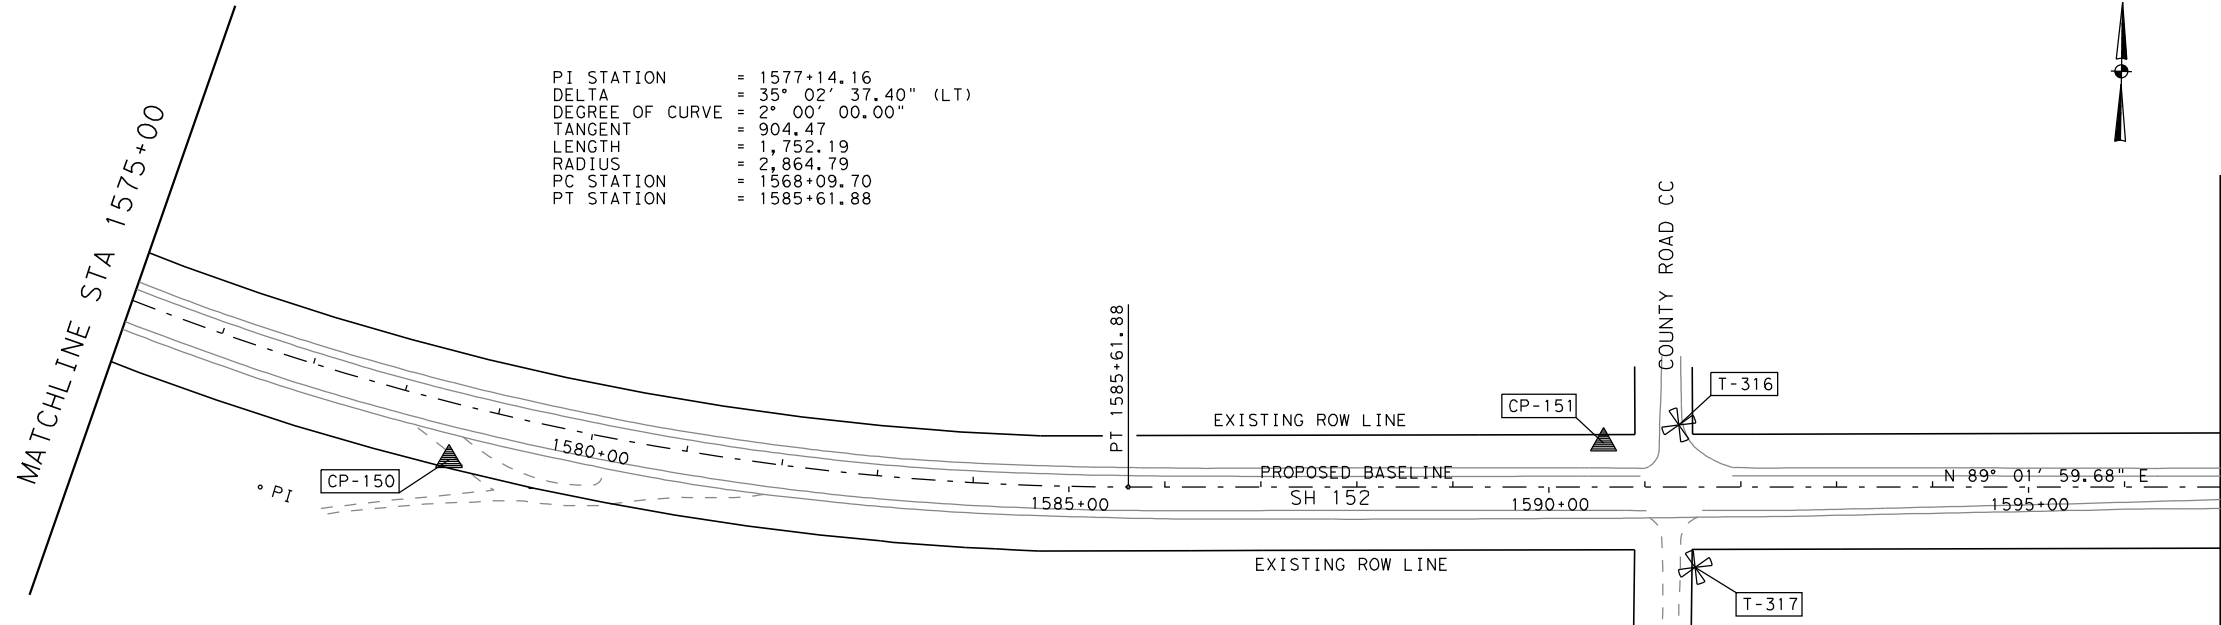 PI STATION = 1577+14.16
DELTA = 35° 02' 37.40" (LT)
DEGREE OF CURVE = 2° 00' 00.00"
TANGENT = 904.47
LENGTH = 1,752.19
RADIUS = 2,864.79
PC STATION = 1568+09.70
PT STATION = 1585+61.88
MATCHLINE STA 1575+00
COUNTY ROAD CC
PT 1585+61.88
T-316
CP-151
EXISTING ROW LINE
1580+00
PROPOSED BASELINE
N 89° 01' 59.68" E
CP-150
PI
1585+00
SH 152
1590+00
1595+00
EXISTING ROW LINE
T-317